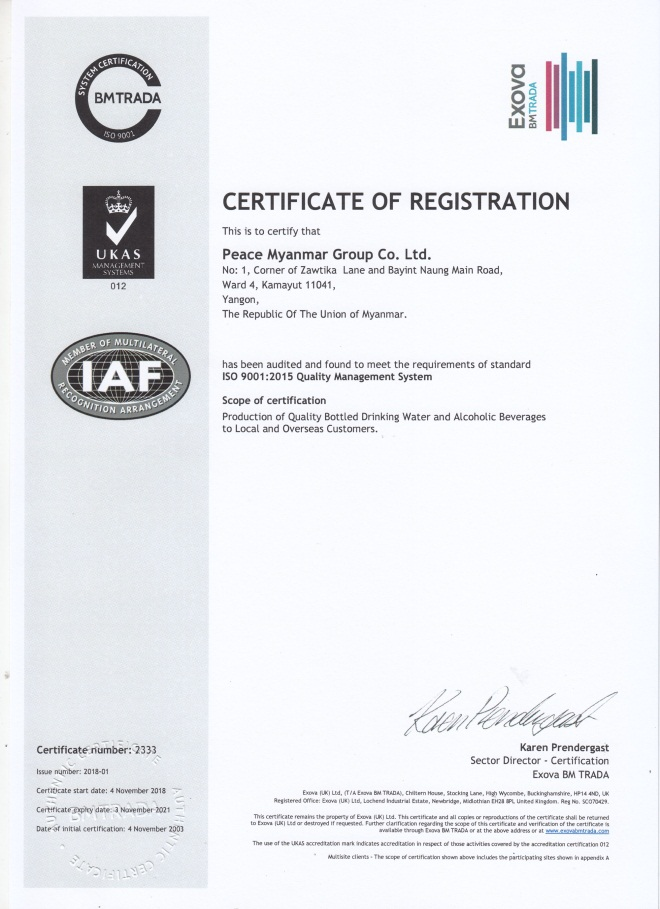 SYSTEM CERTIFICATION
BMTRADA
ISO 9001
Exova
BMTRADA
UKAS
MANAGEMENT
SYSTEMS
012
MEMBER OF MULTILATERAL
IAF
RECOGNITION ARRANGEMENT
CERTIFICATE OF REGISTRATION
This is to certify that
Peace Myanmar Group Co. Ltd.
No: 1, Corner of Zawtika Lane and Bayint Naung Main Road,
Ward 4, Kamayut 11041,
Yangon,
The Republic Of The Union of Myanmar.
has been audited and found to meet the requirements of standard
ISO 9001:2015 Quality Management System
Scope of certification
Production of Quality Bottled Drinking Water and Alcoholic Beverages
to Local and Overseas Customers.
Karen Prendergast
Karen Prendergast
Sector Director - Certification
Exova BM TRADA
Certificate number: 2333
Issue number: 2018-01
Certificate start date: 4 November 2018
Certificate expiry date: 3 November 2021
Date of initial certification: 4 November 2003
AUTHENTIC CERTIFICATE
BMTRADA
Exova (UK) Ltd, (T/A Exova BM TRADA), Chiltern House, Stocking Lane, High Wycombe, Buckinghamshire, HP14 4ND, UK
Registered Office: Exova (UK) Ltd, Lochend Industrial Estate, Newbridge, Midlothian EH28 8PL United Kingdom. Reg No. SC070429.
This certificate remains the property of Exova (UK) Ltd. This certificate and all copies or reproductions of the certificate shall be returned
to Exova (UK) Ltd or destroyed if requested. Further clarification regarding the scope of this certificate and verification of the certificate is
available through Exova BM TRADA or at the above address or at www.exovabmtrada.com
The use of the UKAS accreditation mark indicates accreditation in respect of those activities covered by the accreditation certification 012
Multisite clients - The scope of certification shown above includes the participating sites shown in appendix A